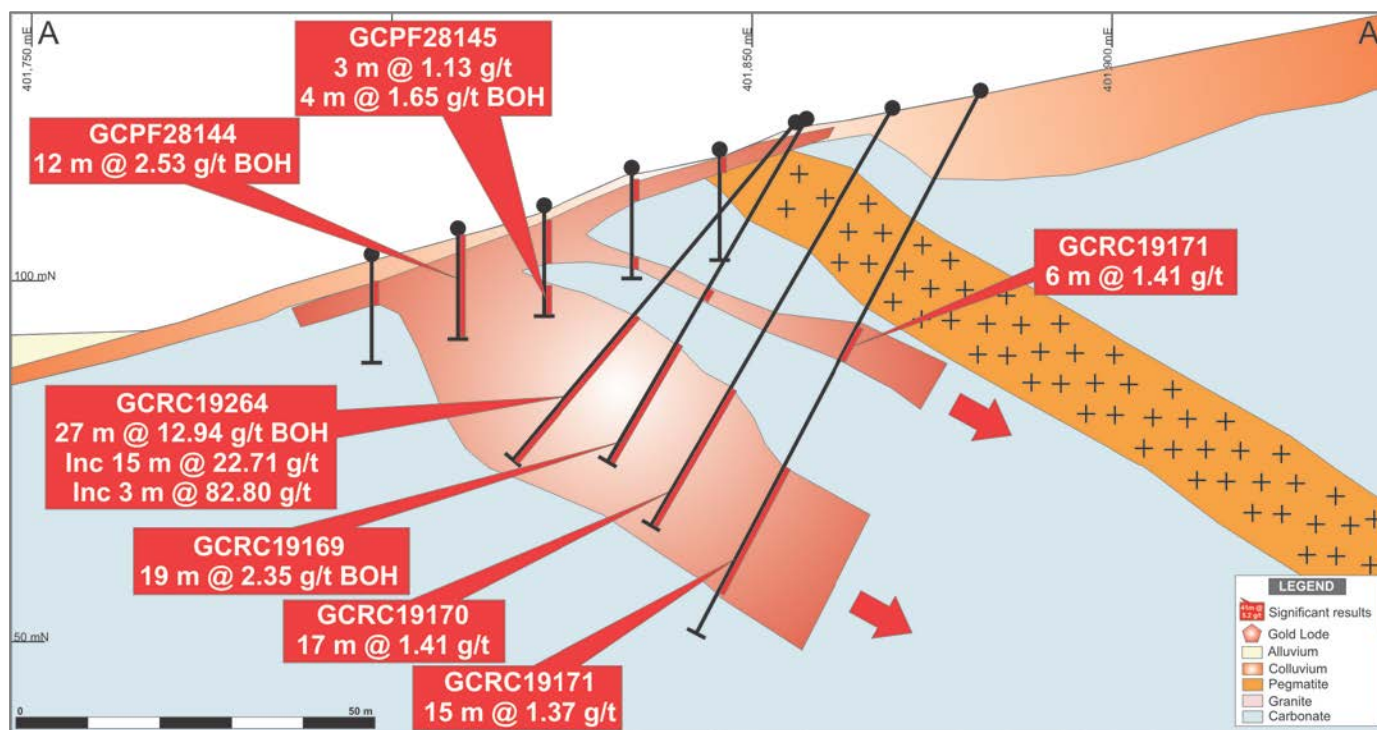 A
A
401,750 mE
401,850 mE
401,900 mE
GCPF28145
3 m @ 1.13 g/t
4 m @ 1.65 g/t BOH
GCPF28144
12 m @ 2.53 g/t BOH
GCRC19171
6 m @ 1.41 g/t
100 mN
GCRC19264
27 m @ 12.94 g/t BOH
Inc 15 m @ 22.71 g/t
Inc 3 m @ 82.80 g/t
GCRC19169
19 m @ 2.35 g/t BOH
GCRC19170
17 m @ 1.41 g/t
50 mN
GCRC19171
15 m @ 1.37 g/t
0
50 m
LEGEND
Significant results
Gold Lode
Alluvium
Colluvium
Pegmatite
Granite
Carbonate